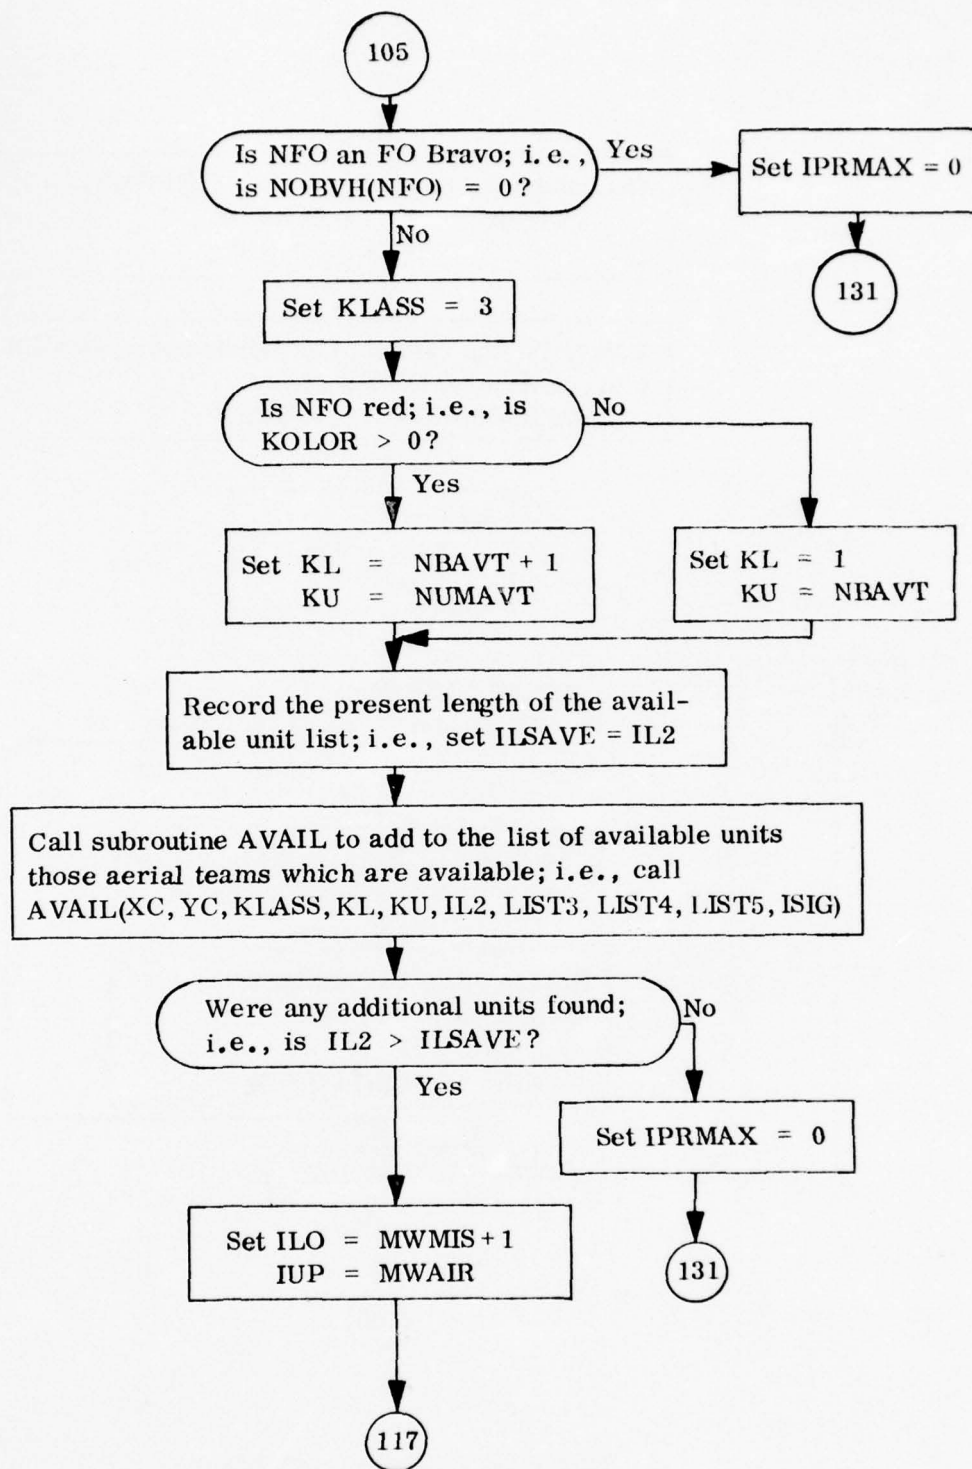 105
Is NFO an FO Bravo; i.e.,
is NOBVH(NFO) = 0?
Yes
Set IPRMAX = 0
131
No
Set KLASS = 3
Is NFO red; i.e., is
KOLOR > 0?
No
Yes
Set KL = NBAVT + 1
KU = NUMAVT
Set KL = 1
KU = NBAVT
Record the present length of the avail-
able unit list; i.e., set ILSAVE = IL2
Call subroutine AVAIL to add to the list of available units
those aerial teams which are available; i.e., call
AVAIL(XC, YC, KLASS, KL, KU, IL2, LIST3, LIST4, LIST5, ISIG)
Were any additional units found;
i.e., is IL2 > ILSAVE?
No
Yes
Set IPRMAX = 0
131
Set ILO = MWMIS + 1
IUP = MWAIR
117